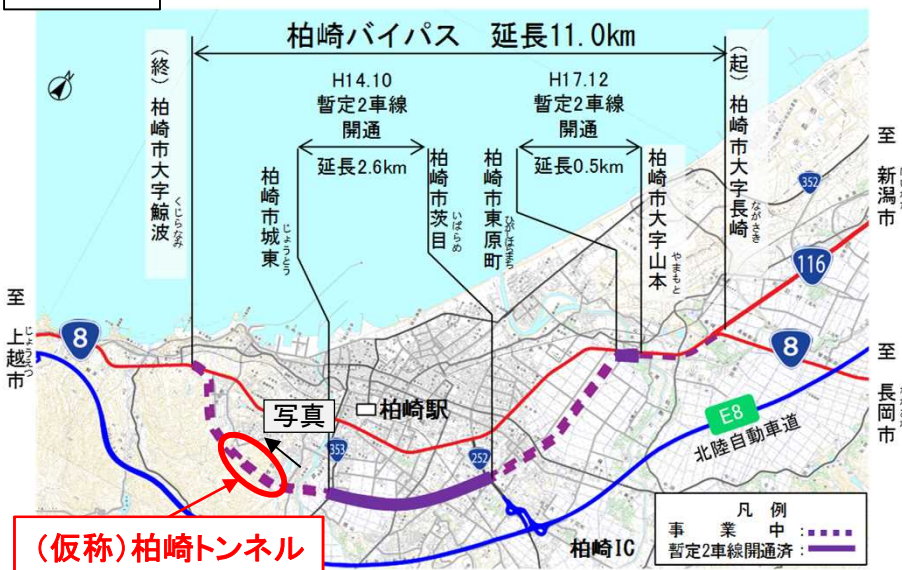 柏崎バイパス 延長11.0km
(終)柏崎市大字鯨波
くじらなみ
H14.10
暫定2車線
開通
延長2.6km
H17.12
暫定2車線
開通
延長0.5km
(起)柏崎市大字長崎
ながさき
柏崎市城東
じょうとう
柏崎市茨目
いばらめ
柏崎市東原町
ひがしはらまち
柏崎市大字山本
やまもと
至 新潟市
にいがた
352
116
至 上越市
じょうえつ
8
8
至 長岡市
ながおか
写真
柏崎駅
353
252
E8
北陸自動車道
柏崎IC
(仮称)柏崎トンネル
凡 例
事 業 中 :
暫定2車線開通済 :